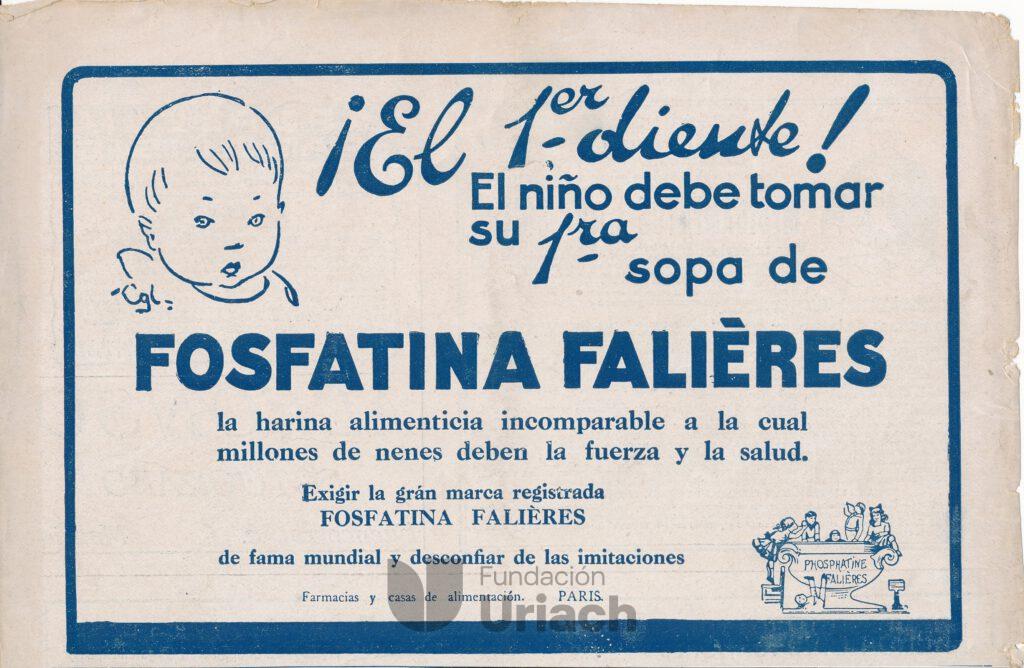 ¡El 1er diente!
El niño debe tomar
su 1ra sopa de
FOSFATINA FALIÈRES
la harina alimenticia incomparable a la cual
millones de nenes deben la fuerza y la salud.
Exigir la grán marca registrada
FOSFATINA FALIÈRES
de fama mundial y desconfiar de las imitaciones
Farmacias y casas de alimentación. PARIS.
PHOSPHATINE
FALIÈRES
Fundación
Uriach